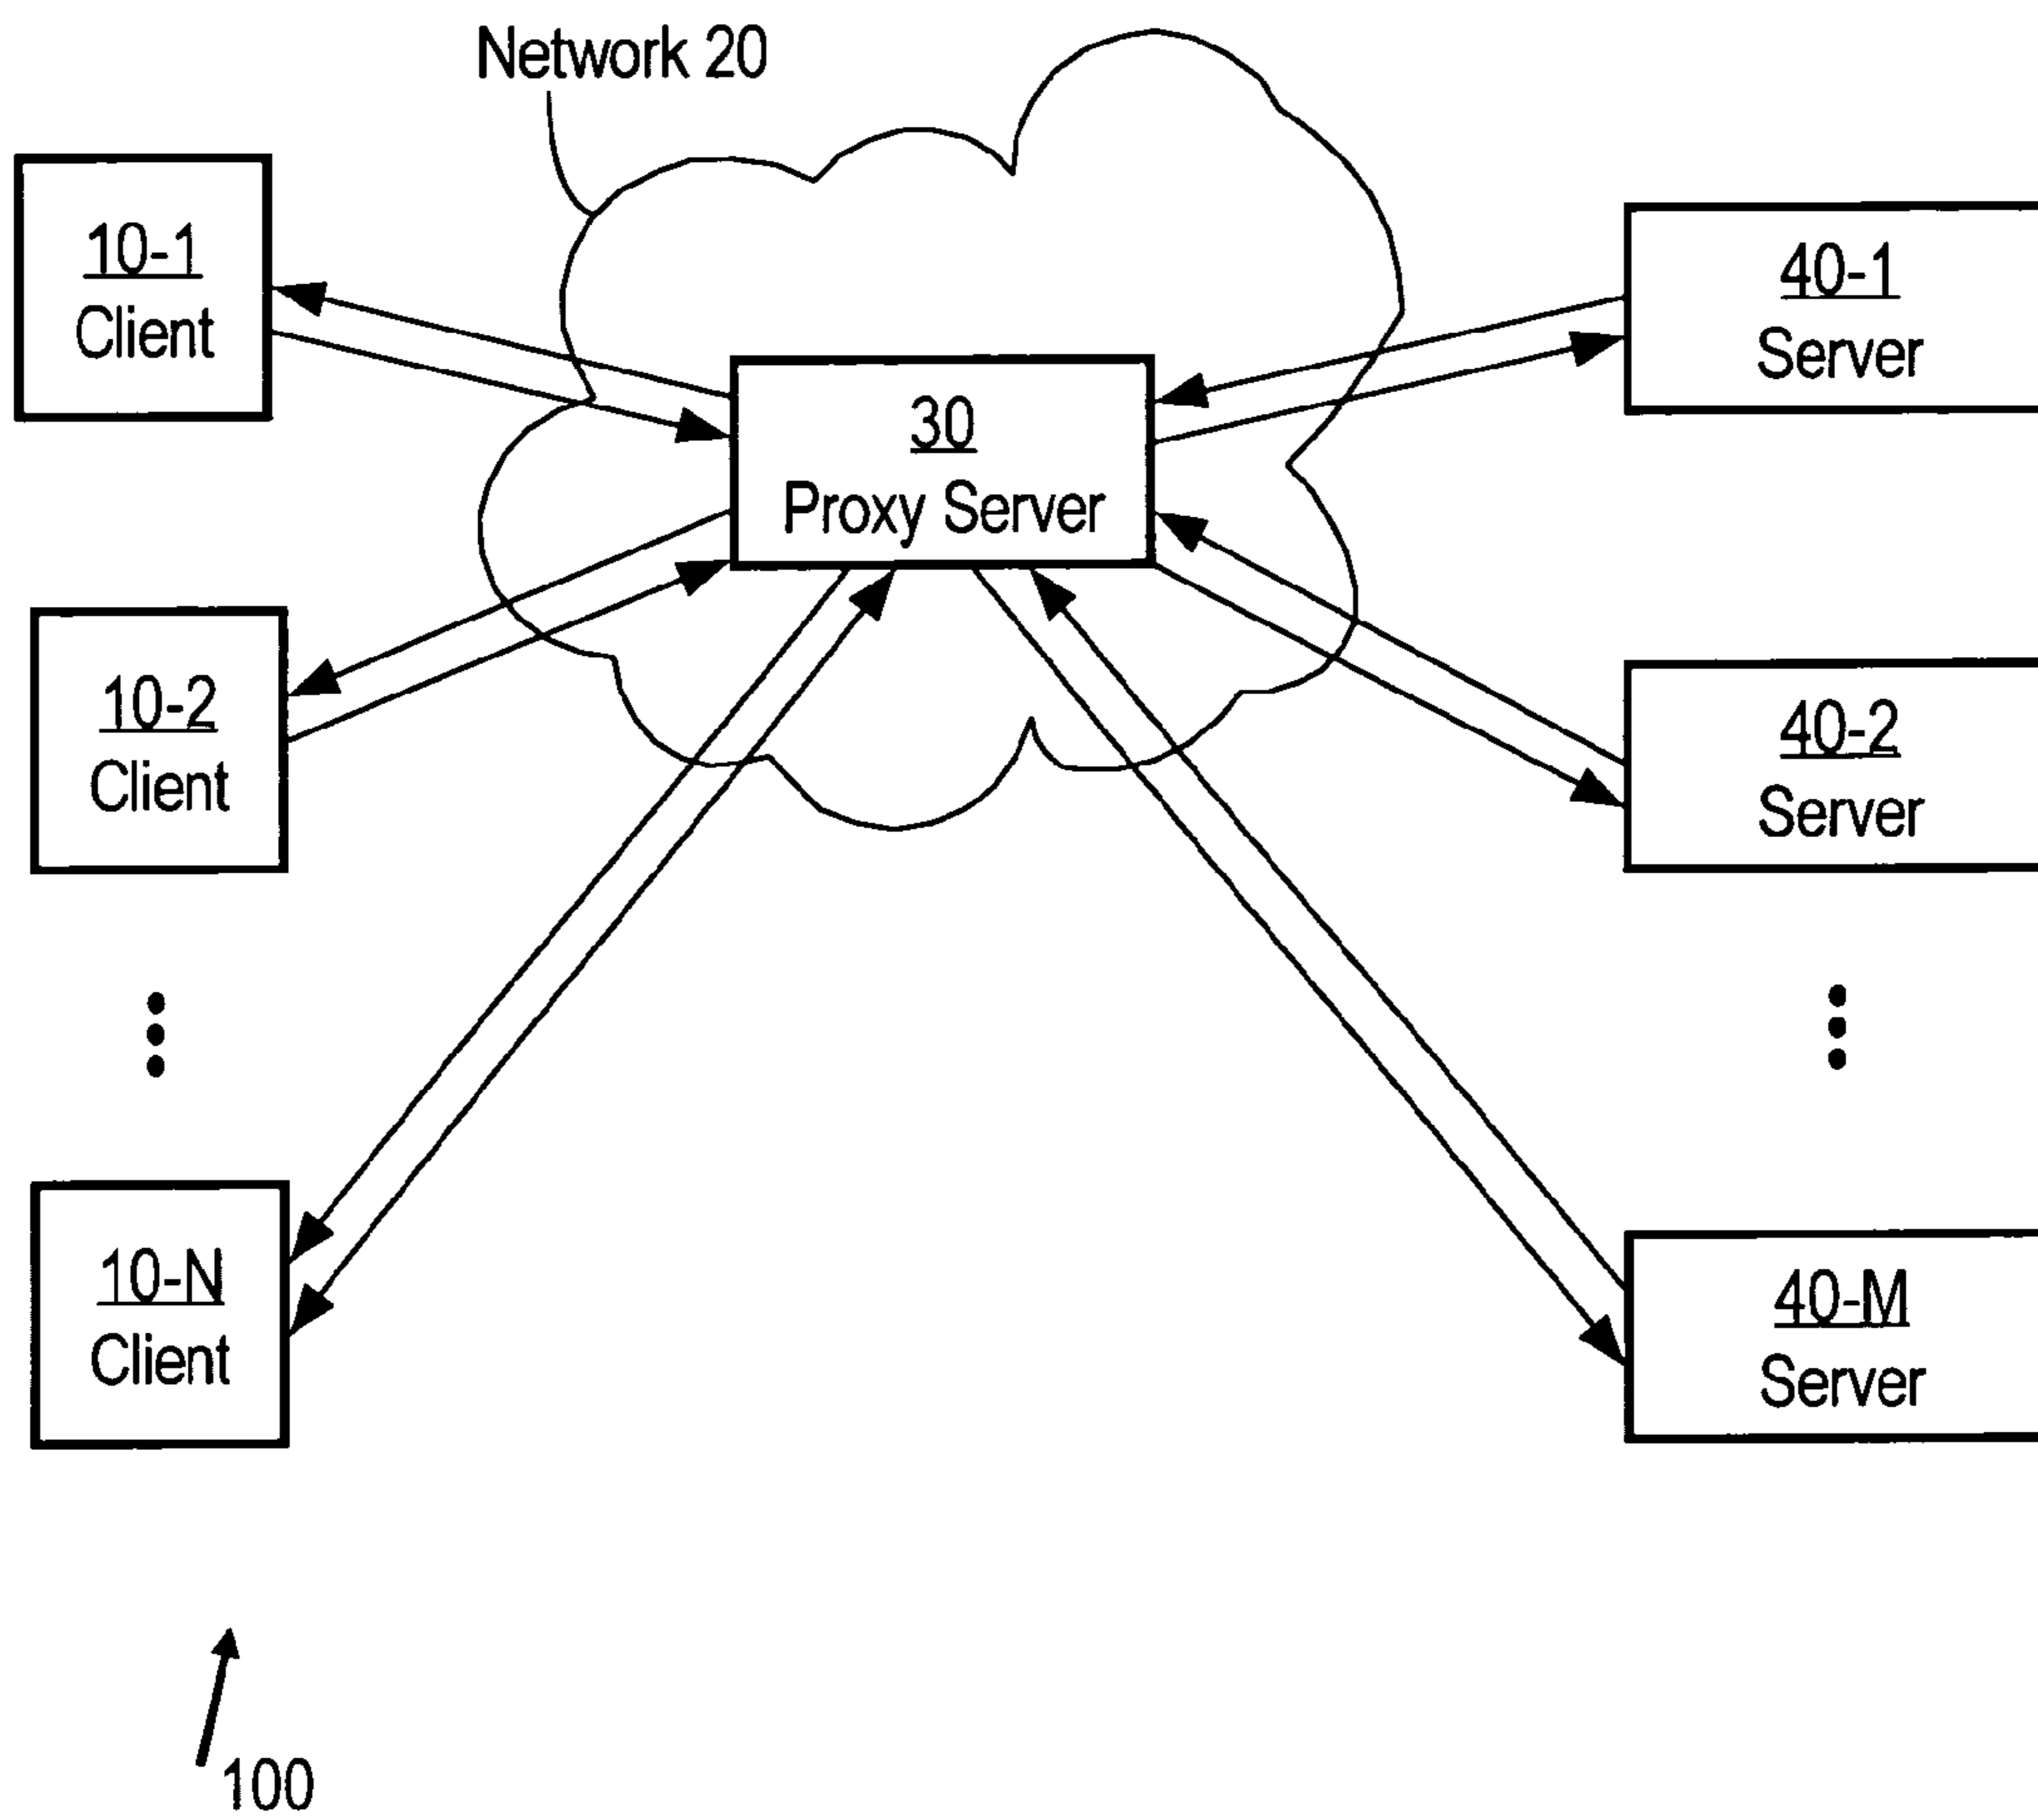 Network 20
10-1
Client
40-1
Server
30
Proxy Server
10-2
Client
40-2
Server
10-N
Client
40-M
Server
100